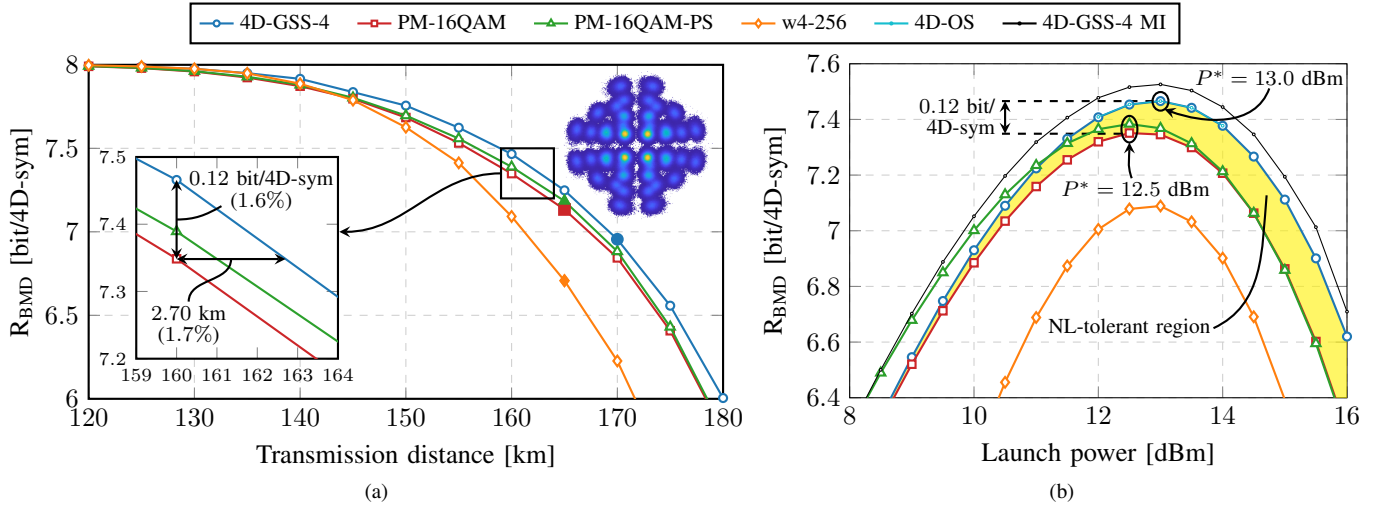 4D-GSS-4 PM-16QAM PM-16QAM-PS w4-256 4D-OS 4D-GSS-4 MI
8
7.5
7
6.5
6
R_BMD [bit/4D-sym]
120 130 140 150 160 170 180
Transmission distance [km]
7.5
7.4
7.3
7.2
159 160 161 162 163 164
0.12 bit/4D-sym
(1.6%)
2.70 km
(1.7%)
(a)
7.6
7.4
7.2
7
6.8
6.6
6.4
R_BMD [bit/4D-sym]
8 10 12 14 16
Launch power [dBm]
0.12 bit/
4D-sym
P* = 13.0 dBm
P* = 12.5 dBm
NL-tolerant region
(b)